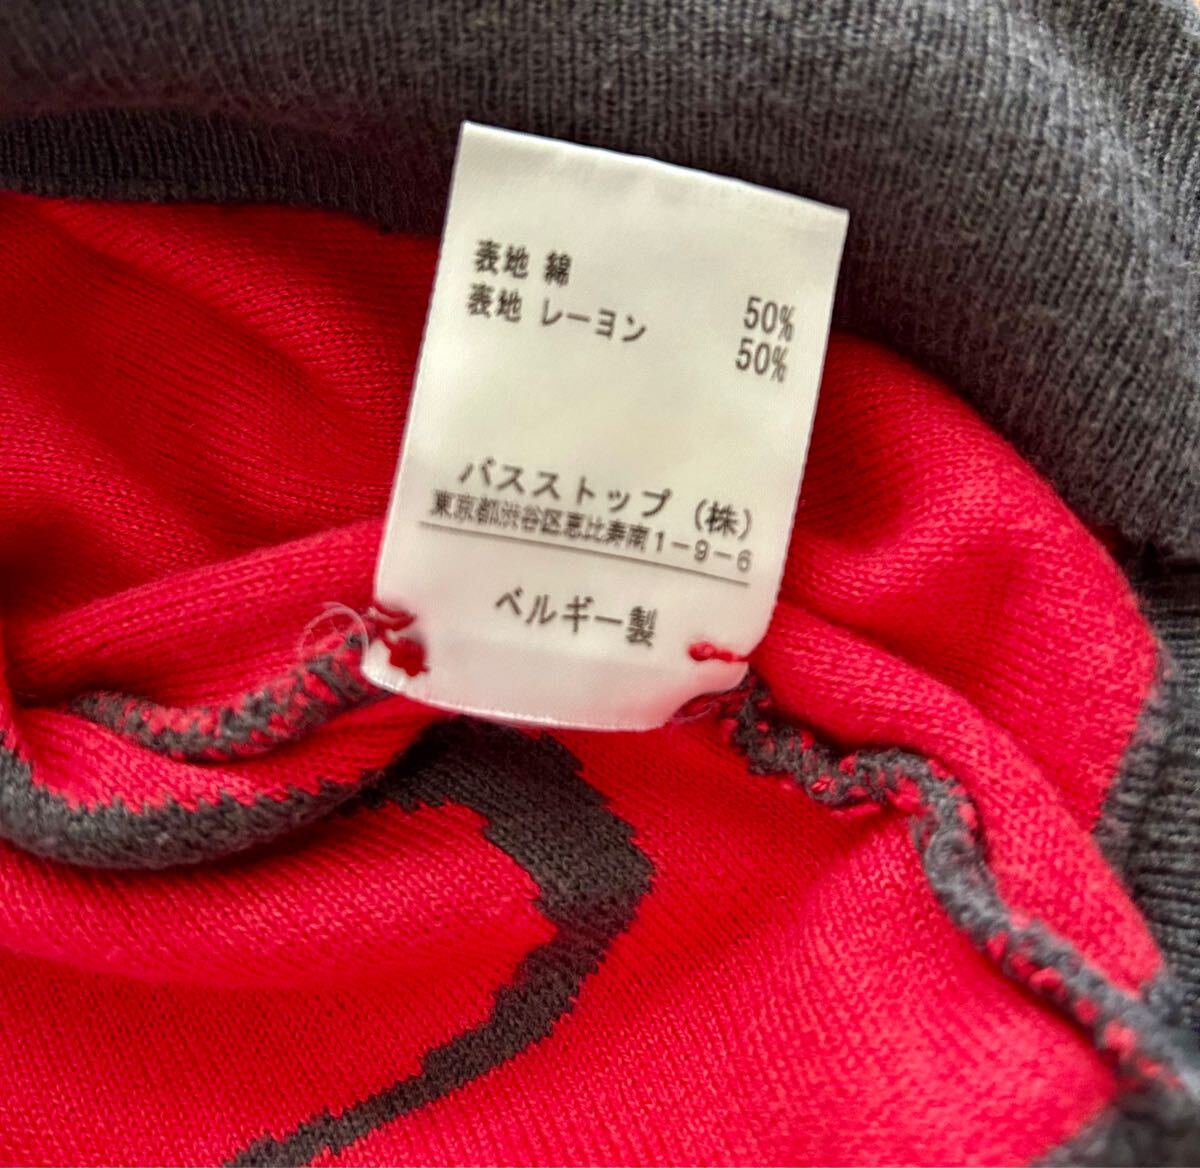 表地 綿 50%
表地 レーヨン 50%
バスストップ (株)
東京都渋谷区恵比寿南1-9-6
ベルギー製